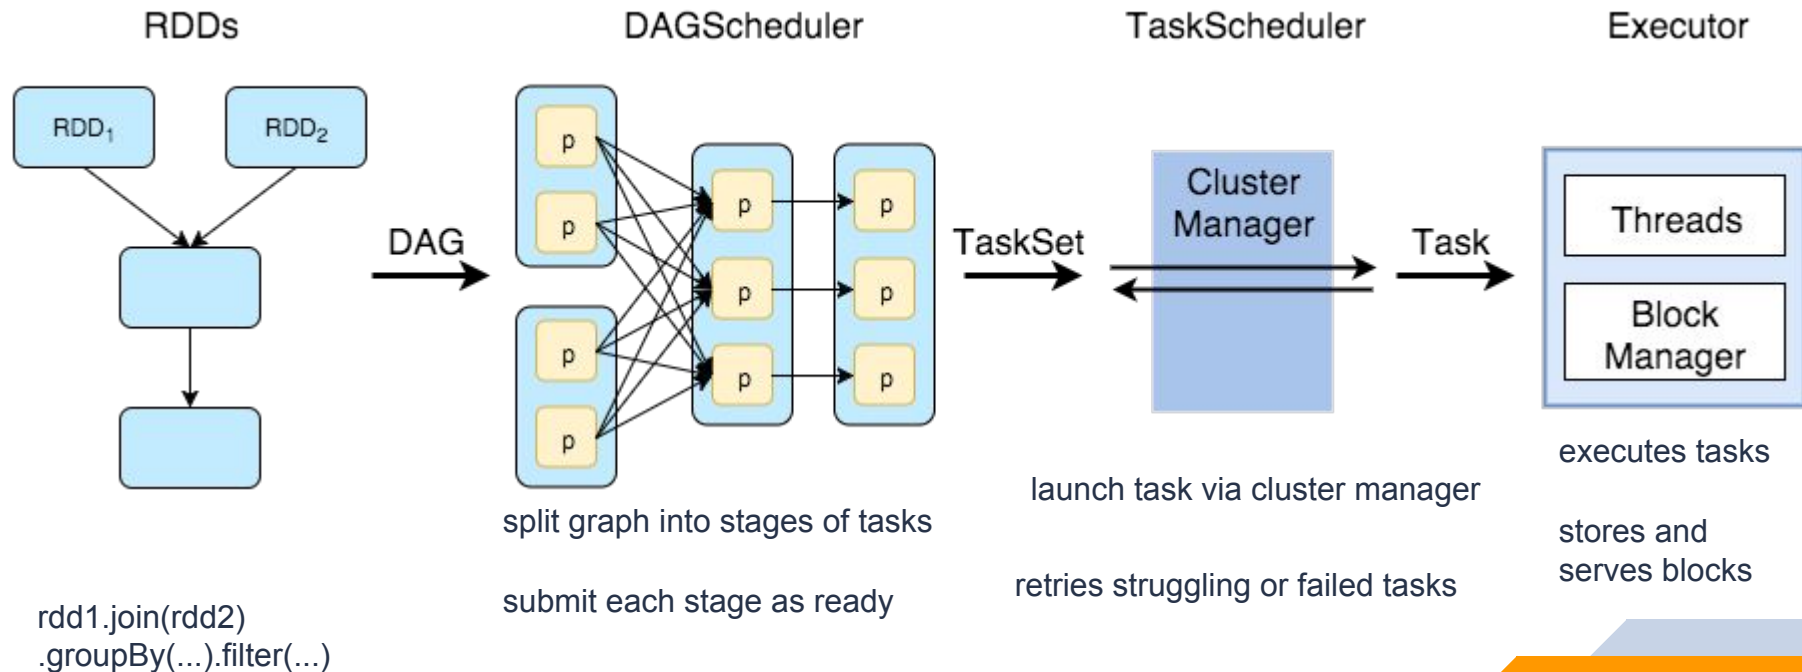 RDDs
DAGScheduler
TaskScheduler
Executor
RDD₁
RDD₂
DAG
p
p
p
p
p
p
p
p
p
p
TaskSet
Cluster
Manager
Task
Threads
Block
Manager
rdd1.join(rdd2)
.groupBy(...).filter(...)
split graph into stages of tasks
submit each stage as ready
launch task via cluster manager
retries struggling or failed tasks
executes tasks
stores and
serves blocks